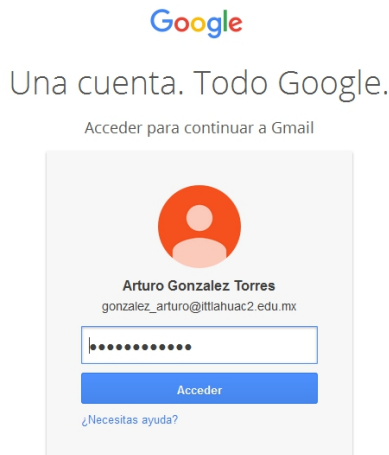 Google
Una cuenta. Todo Google.
Acceder para continuar a Gmail
Arturo Gonzalez Torres
gonzalez_arturo@ittlahuac2.edu.mx
●●●●●●●●●●●●
Acceder
¿Necesitas ayuda?